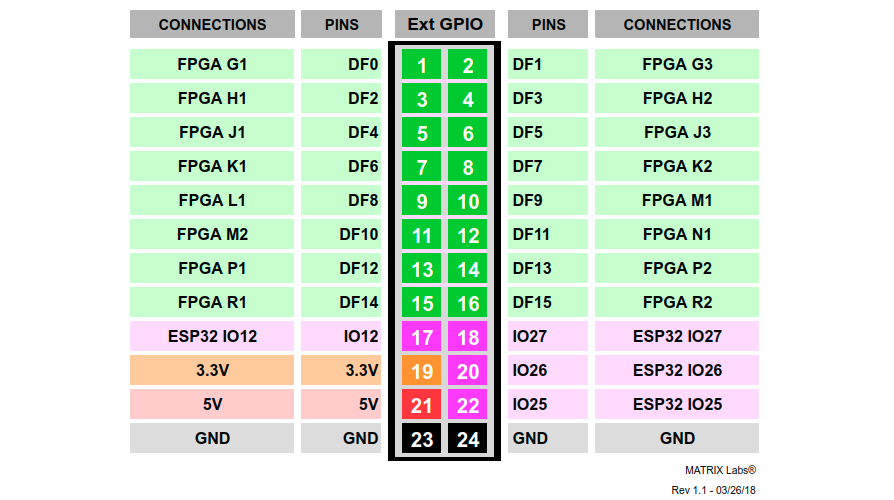 CONNECTIONS PINS Ext GPIO PINS CONNECTIONS
FPGA G1 DF0 1 2 DF1 FPGA G3
FPGA H1 DF2 3 4 DF3 FPGA H2
FPGA J1 DF4 5 6 DF5 FPGA J3
FPGA K1 DF6 7 8 DF7 FPGA K2
FPGA L1 DF8 9 10 DF9 FPGA M1
FPGA M2 DF10 11 12 DF11 FPGA N1
FPGA P1 DF12 13 14 DF13 FPGA P2
FPGA R1 DF14 15 16 DF15 FPGA R2
ESP32 IO12 IO12 17 18 IO27 ESP32 IO27
3.3V 3.3V 19 20 IO26 ESP32 IO26
5V 5V 21 22 IO25 ESP32 IO25
GND GND 23 24 GND GND
MATRIX Labs®
Rev 1.1 - 03/26/18